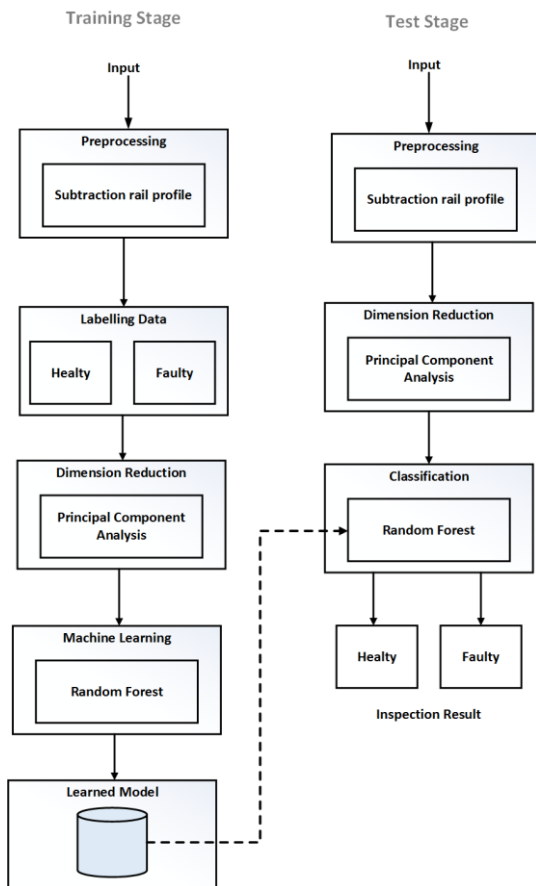 Training Stage
Input
Preprocessing
Subtraction rail profile
Labelling Data
Healty
Faulty
Dimension Reduction
Principal Component
Analysis
Machine Learning
Random Forest
Learned Model
Test Stage
Input
Preprocessing
Subtraction rail profile
Dimension Reduction
Principal Component
Analysis
Classification
Random Forest
Healty
Faulty
Inspection Result